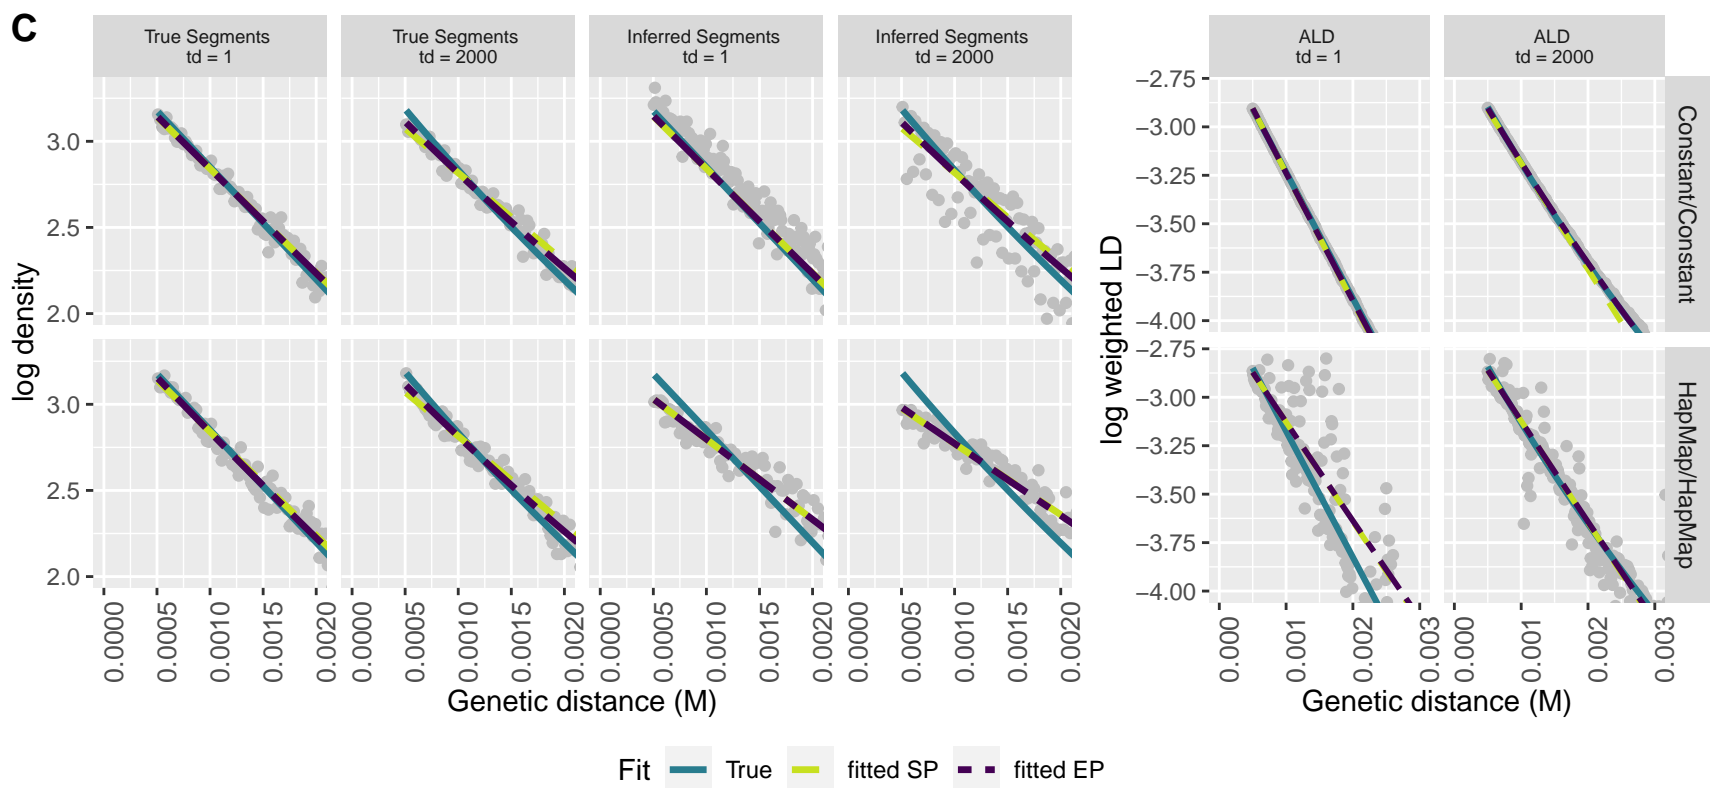 C
True Segments
td = 1
True Segments
td = 2000
Inferred Segments
td = 1
Inferred Segments
td = 2000
ALD
td = 1
ALD
td = 2000
log density
3.0
2.5
2.0
3.0
2.5
2.0
0.0000
0.0005
0.0010
0.0015
0.0020
0.0000
0.0005
0.0010
0.0015
0.0020
0.0000
0.0005
0.0010
0.0015
0.0020
0.0000
0.0005
0.0010
0.0015
0.0020
Genetic distance (M)
log weighted LD
−2.75
−3.00
−3.25
−3.50
−3.75
−4.00
−2.75
−3.00
−3.25
−3.50
−3.75
−4.00
Constant/Constant
HapMap/HapMap
0.000
0.001
0.002
0.003
0.000
0.001
0.002
0.003
Genetic distance (M)
Fit
True
fitted SP
fitted EP